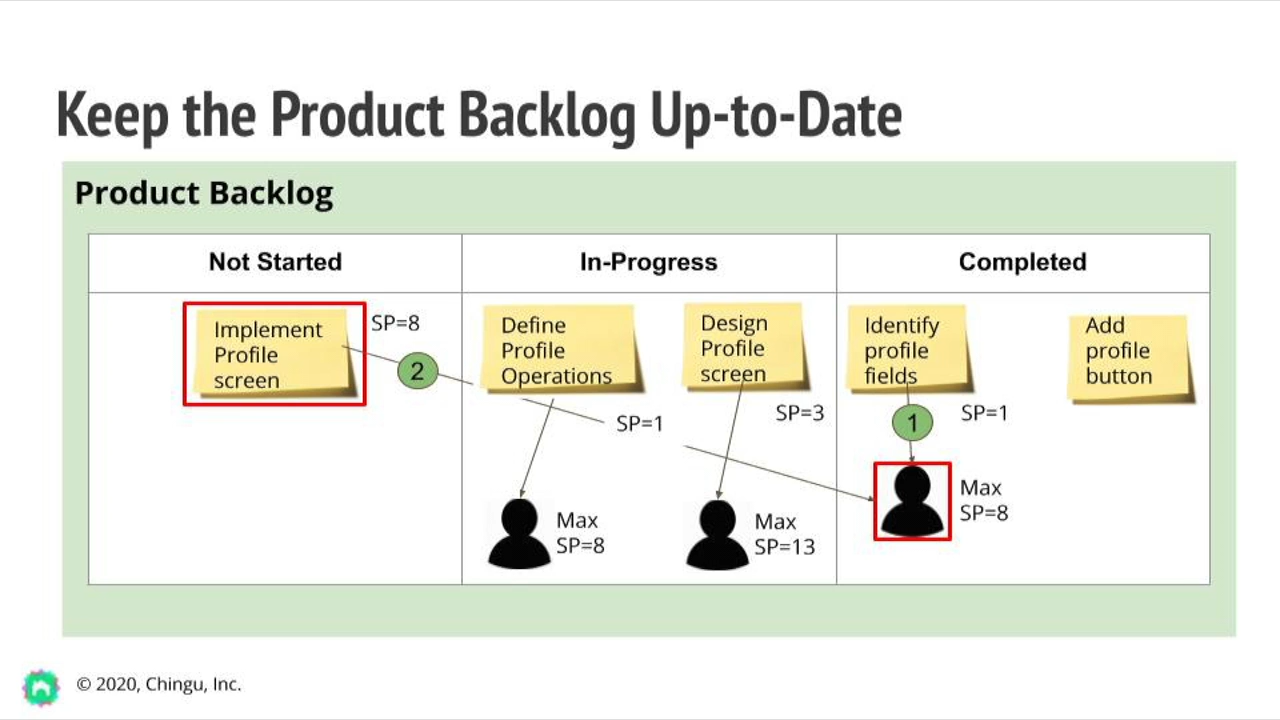 Keep the Product Backlog Up-to-Date
Product Backlog
Not Started
In-Progress
Completed
Implement
Profile
screen
SP=8
2
Define
Profile
Operations
SP=1
Design
Profile
screen
SP=3
Identify
profile
fields
SP=1
1
Add
profile
button
Max
SP=8
Max
SP=13
Max
SP=8
© 2020, Chingu, Inc.